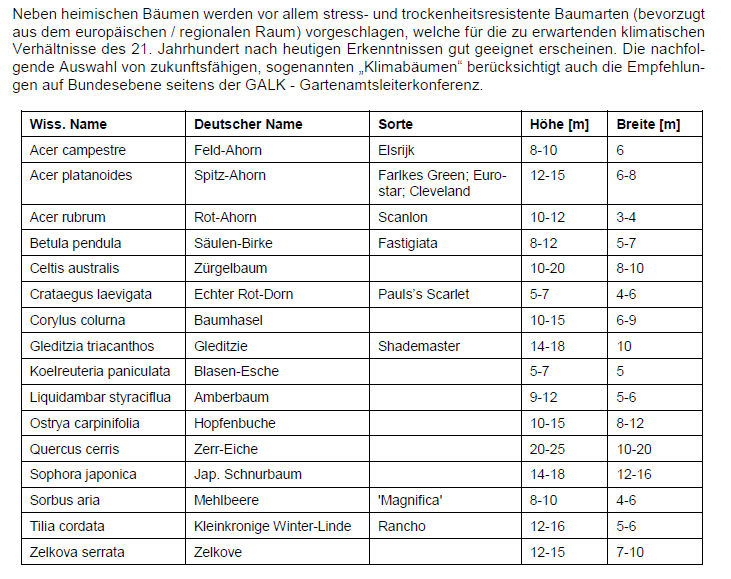 Neben heimischen Bäumen werden vor allem stress- und trockenheitsresistente Baumarten (bevorzugt
aus dem europäischen / regionalen Raum) vorgeschlagen, welche für die zu erwartenden klimatischen
Verhältnisse des 21. Jahrhundert nach heutigen Erkenntnissen gut geeignet erscheinen. Die nachfol-
gende Auswahl von zukunftsfähigen, sogenannten „Klimabäumen“ berücksichtigt auch die Empfehlun-
gen auf Bundesebene seitens der GALK - Gartenamtsleiterkonferenz.
Wiss. Name Deutscher Name Sorte Höhe [m] Breite [m]
Acer campestre Feld-Ahorn Elsrijk 8-10 6
Acer platanoides Spitz-Ahorn Farlkes Green; Euro- 12-15 6-8
star; Cleveland
Acer rubrum Rot-Ahorn Scanlon 10-12 3-4
Betula pendula Säulen-Birke Fastigiata 8-12 5-7
Celtis australis Zürgelbaum 10-20 8-10
Crataegus laevigata Echter Rot-Dorn Pauls’s Scarlet 5-7 4-6
Corylus colurna Baumhasel 10-15 6-9
Gleditzia triacanthos Gleditzie Shademaster 14-18 10
Koelreuteria paniculata Blasen-Esche 5-7 5
Liquidambar styraciflua Amberbaum 9-12 5-6
Ostrya carpinifolia Hopfenbuche 10-15 8-12
Quercus cerris Zerr-Eiche 20-25 10-20
Sophora japonica Jap. Schnurbaum 14-18 12-16
Sorbus aria Mehlbeere 'Magnifica' 8-10 4-6
Tilia cordata Kleinkronige Winter-Linde Rancho 12-16 5-6
Zelkova serrata Zelkove 12-15 7-10